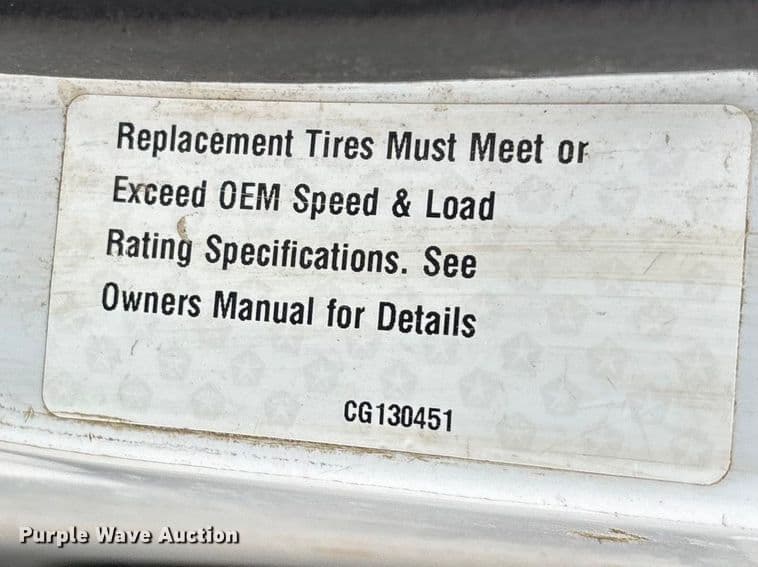 Replacement Tires Must Meet or
Exceed OEM Speed & Load
Rating Specifications. See
Owners Manual for Details
CG130451
Purple Wave Auction